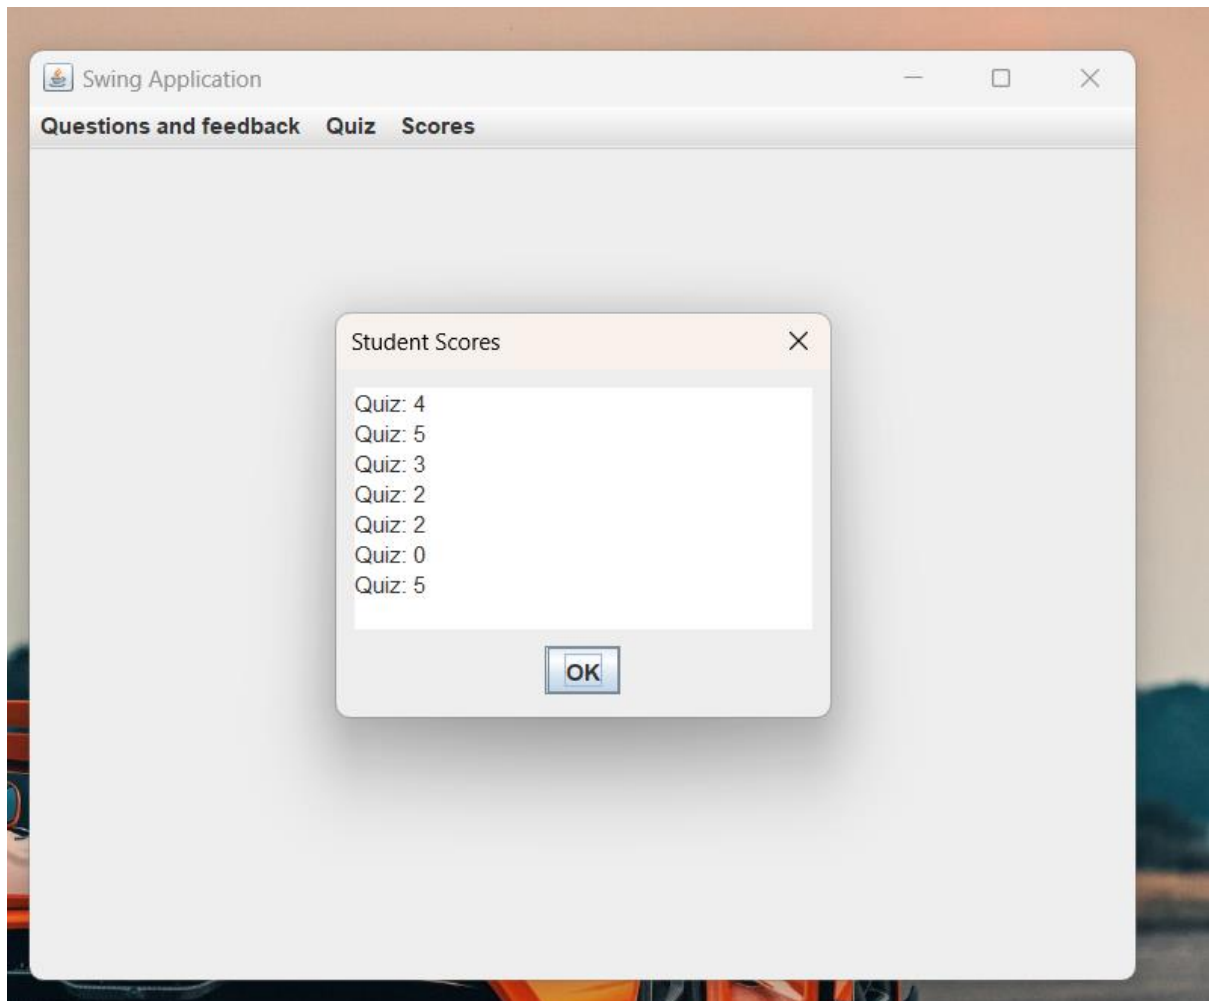 Swing Application
Questions and feedback Quiz Scores
Student Scores
Quiz: 4
Quiz: 5
Quiz: 3
Quiz: 2
Quiz: 2
Quiz: 0
Quiz: 5
OK